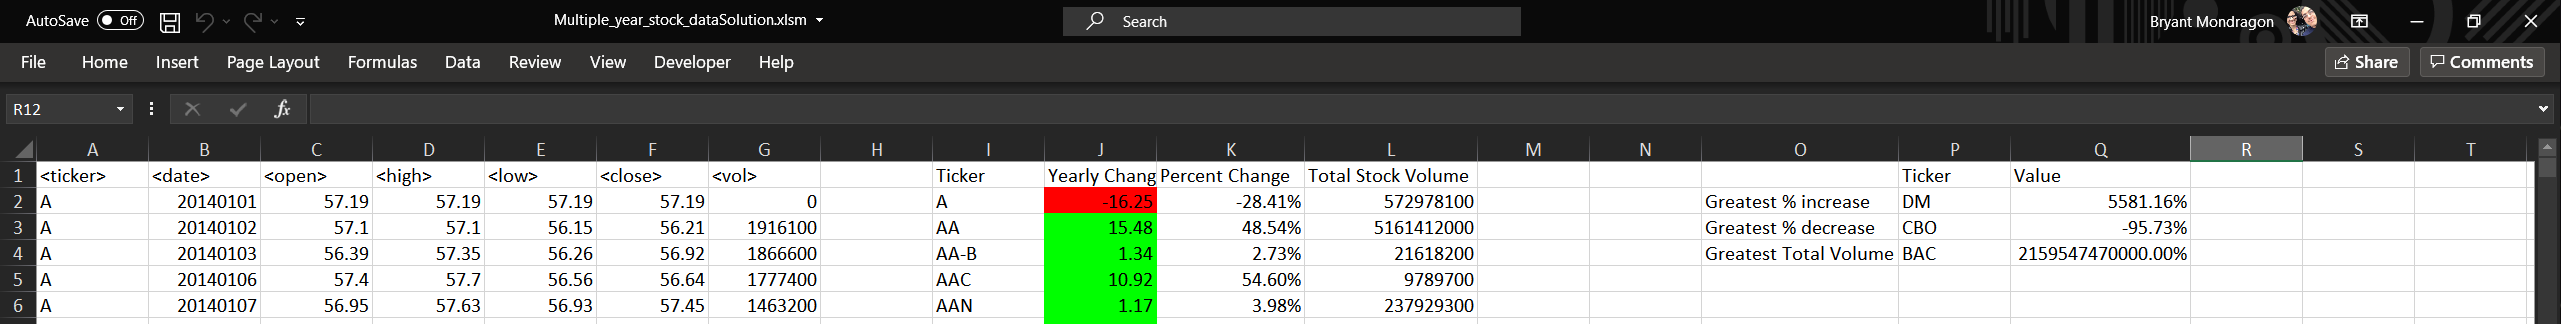 AutoSave Off Multiple_year_stock_dataSolution.xlsm Search Bryant Mondragon
File Home Insert Page Layout Formulas Data Review View Developer Help Share Comments
R12 fx
A B C D E F G H I J K L M N O P Q R S T
1 <ticker> <date> <open> <high> <low> <close> <vol> Ticker Yearly Chang Percent Change Total Stock Volume Ticker Value
2 A 20140101 57.19 57.19 57.19 57.19 0 A -16.25 -28.41% 572978100 Greatest % increase DM 5581.16%
3 A 20140102 57.1 57.1 56.15 56.21 1916100 AA 15.48 48.54% 5161412000 Greatest % decrease CBO -95.73%
4 A 20140103 56.39 57.35 56.26 56.92 1866600 AA-B 1.34 2.73% 21618200 Greatest Total Volume BAC 2159547470000.00%
5 A 20140106 57.4 57.7 56.56 56.64 1777400 AAC 10.92 54.60% 9789700
6 A 20140107 56.95 57.63 56.93 57.45 1463200 AAN 1.17 3.98% 237929300